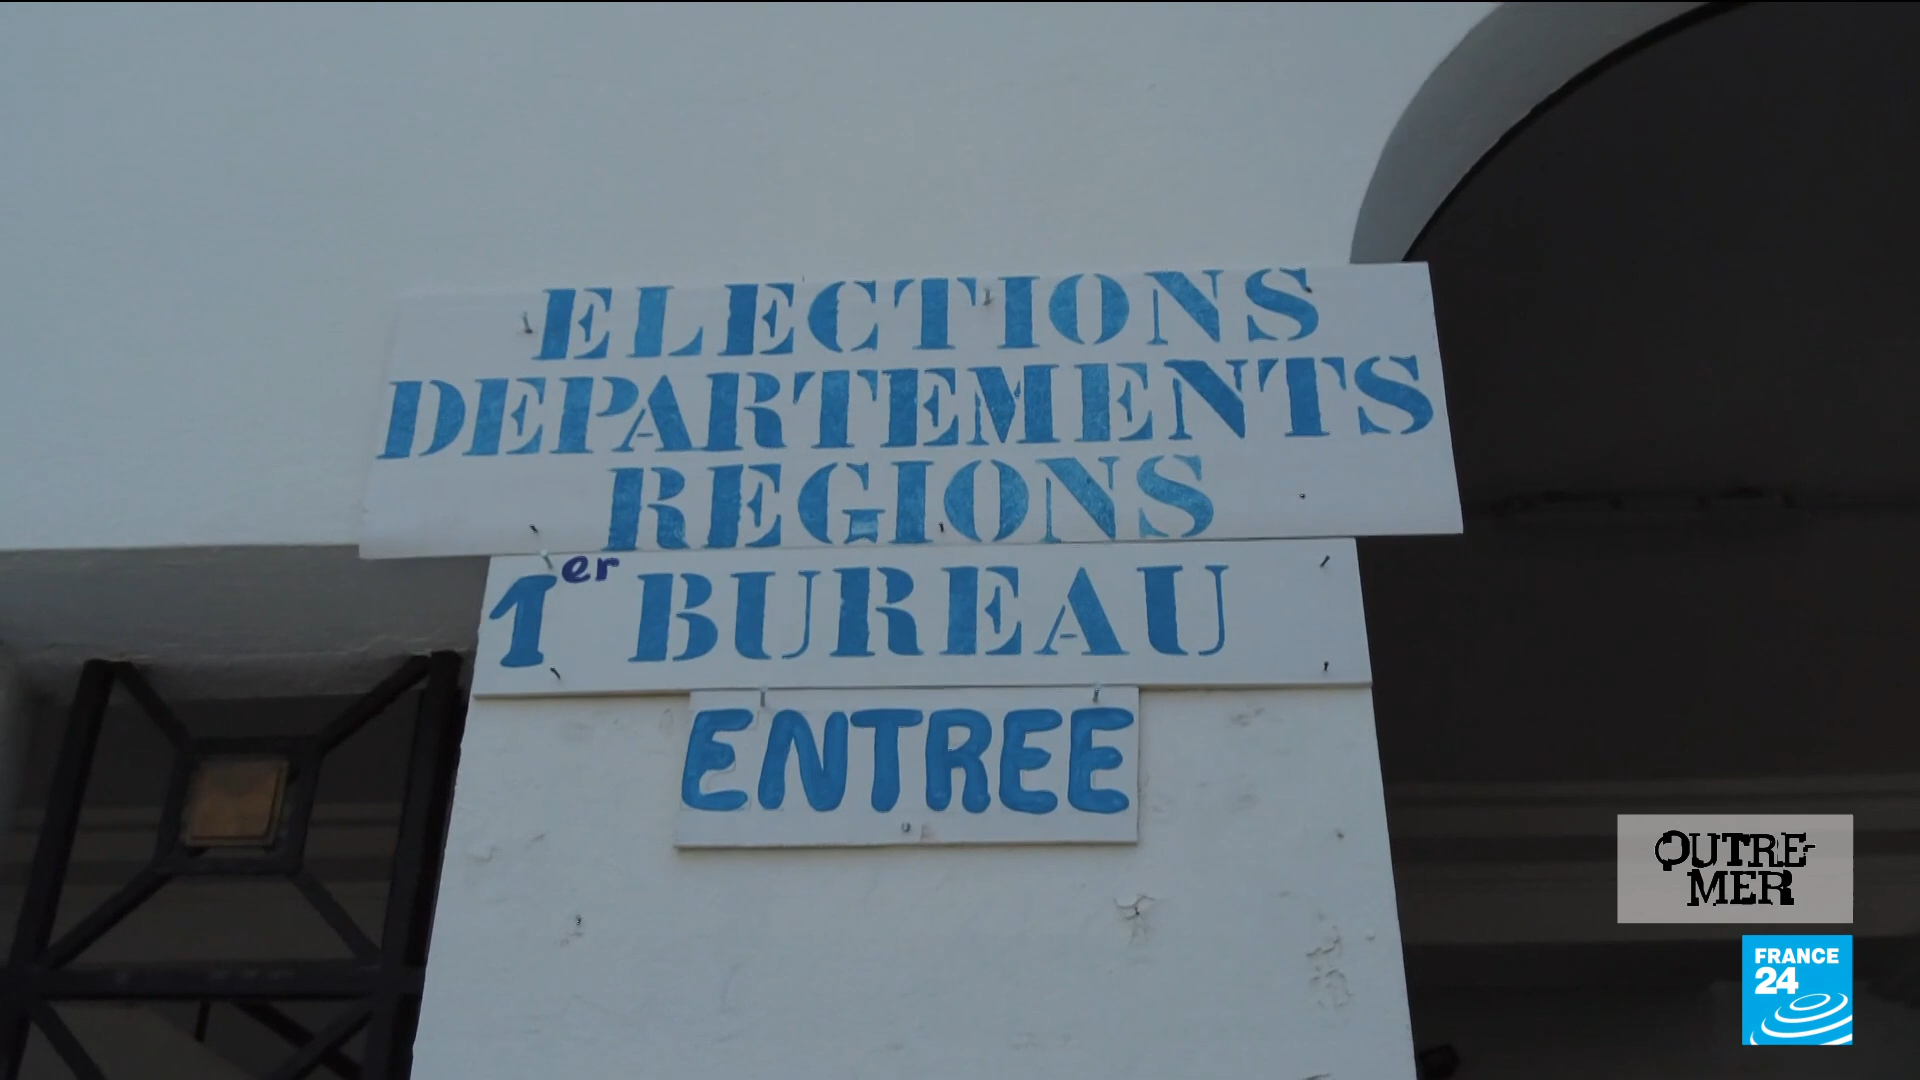 ELECTIONS
DEPARTEMENTS
REGIONS
1er BUREAU
ENTREE
OUTRE-
MER
FRANCE
24